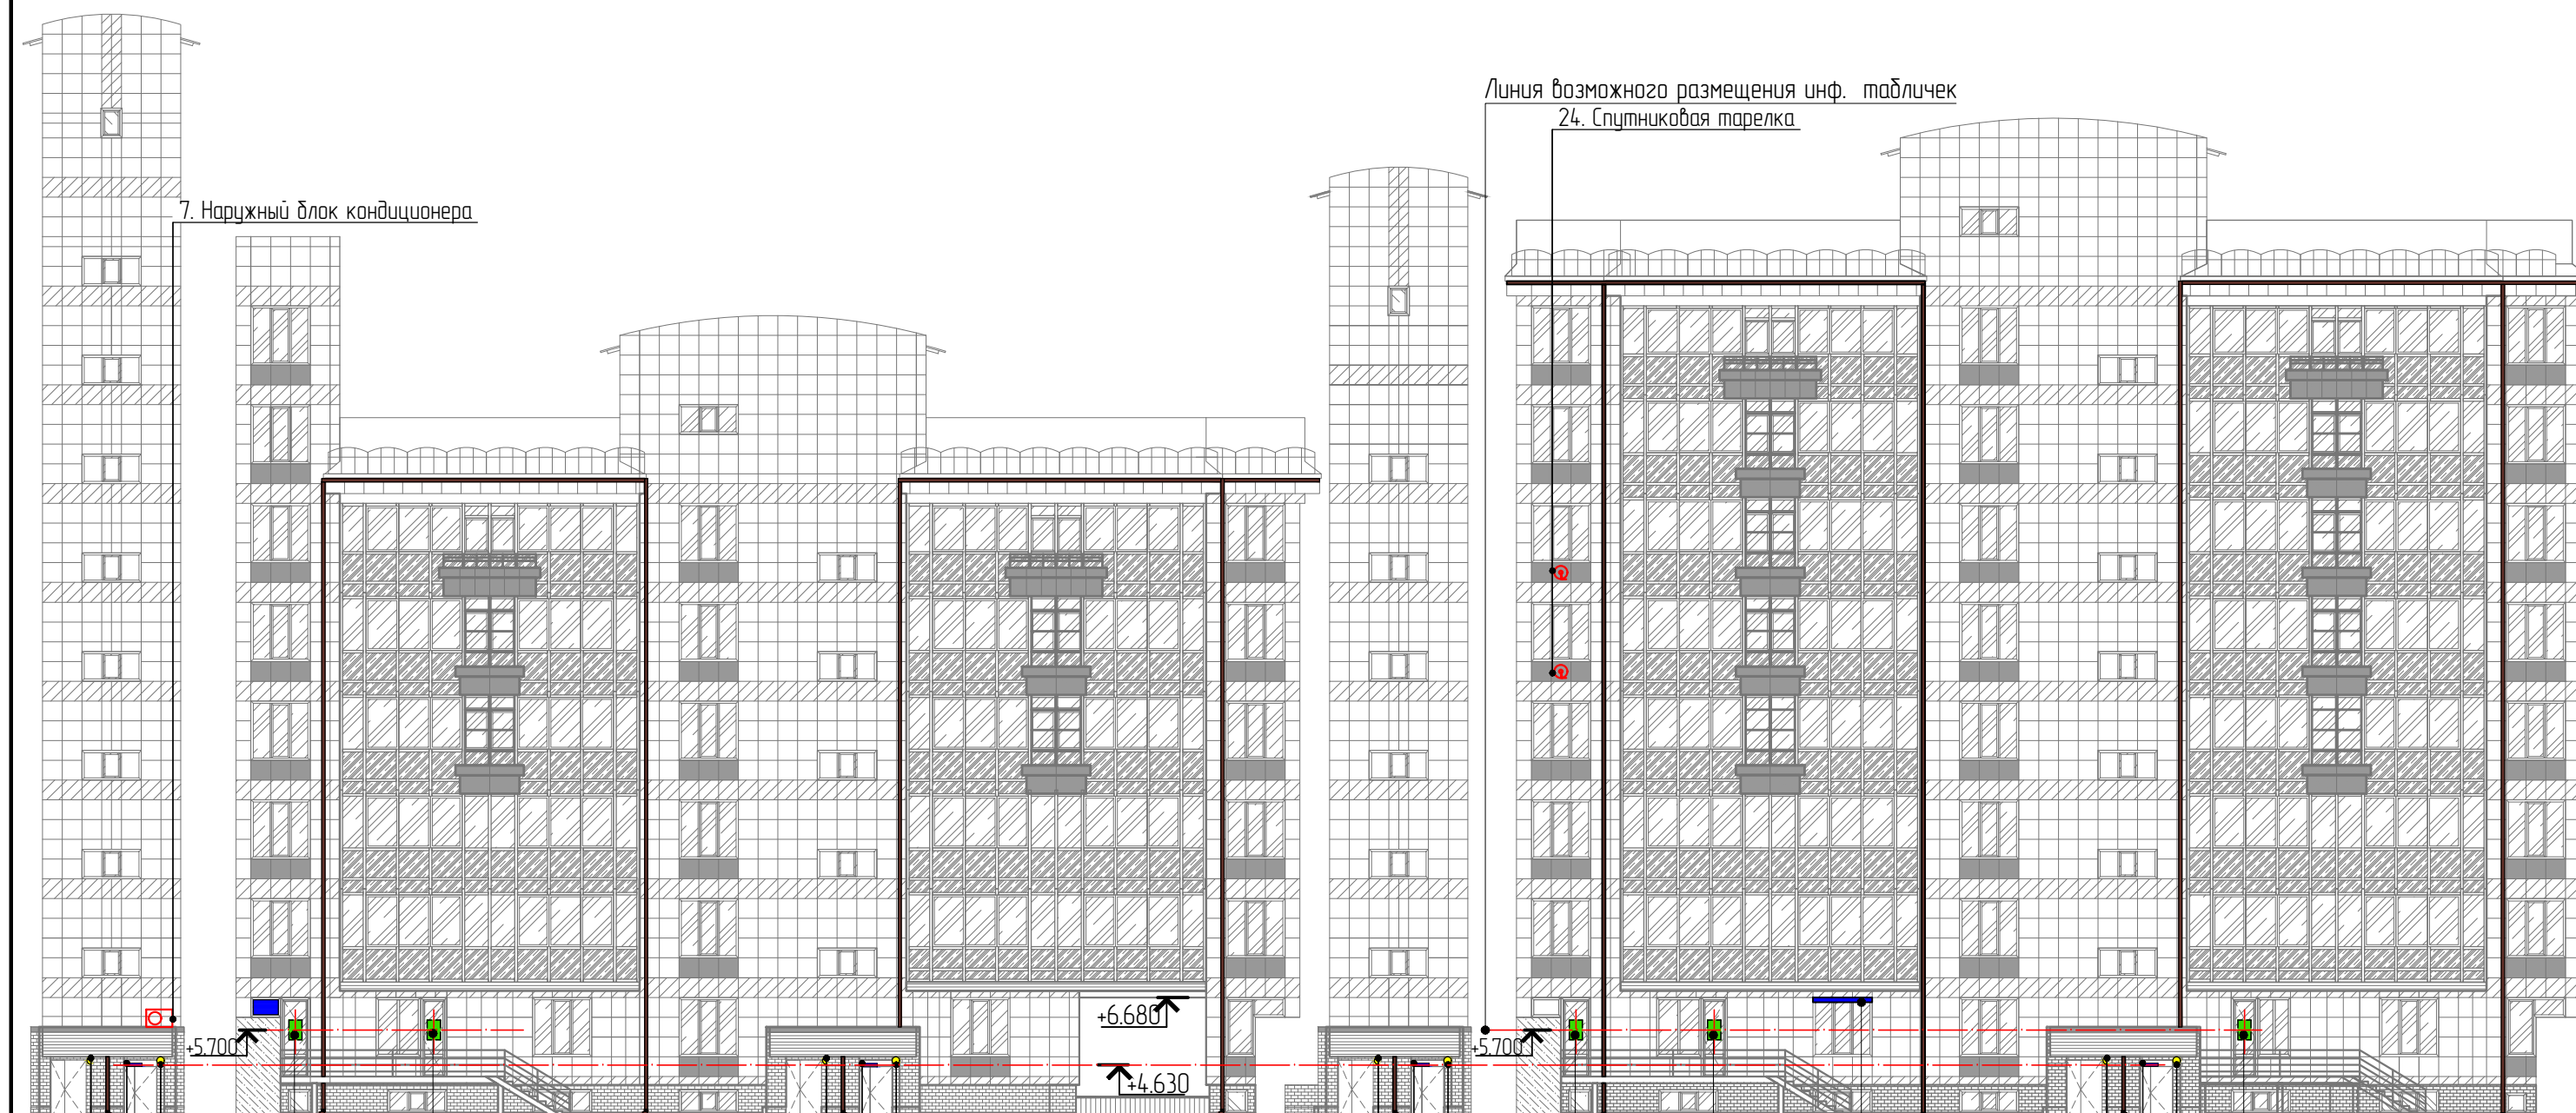 Линия возможного размещения инф. табличек
24. Спутниковая тарелка
7. Наружный блок кондиционера
+6.680
+5.700
+5.700
+4.630